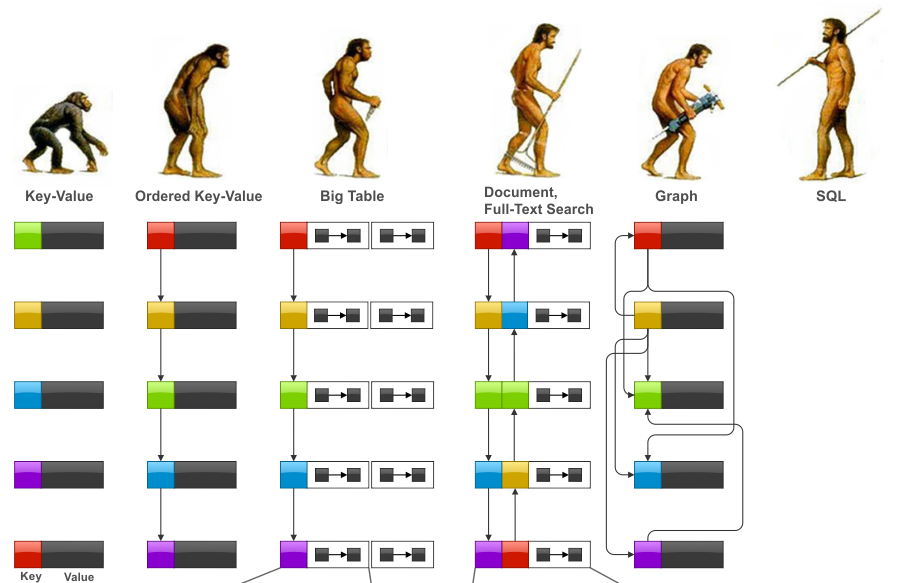 Key-Value
Ordered Key-Value
Big Table
Document,
Full-Text Search
Graph
SQL
Key
Value